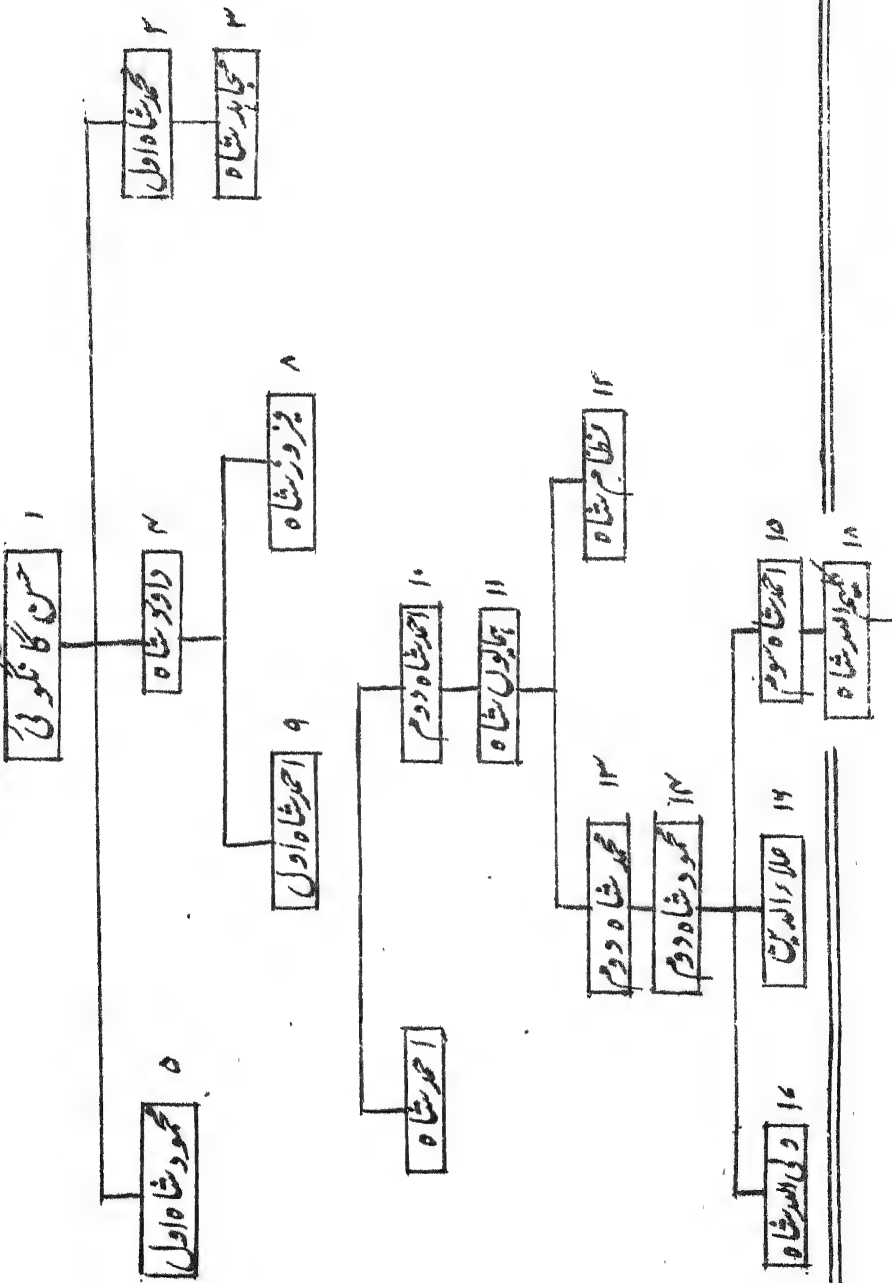 حسن گانگوئی ۱
محمد شاہ اول ۲
داؤد شاہ ۴
محمود شاہ اول ۵
مجاہد شاہ ۳
فیروز شاہ ۸
احمد شاہ اول ۹
احمد شاہ دوم ۱۰
احمد شاہ
ہمایوں شاہ ۱۱
نظام شاہ ۱۲
محمد شاہ دوم ۱۳
محمود شاہ دوم ۱۴
احمد شاہ سوم ۱۵
علاء الدین ۱۶
ولی اللہ شاہ ۱۷
کلیم اللہ شاہ ۱۸